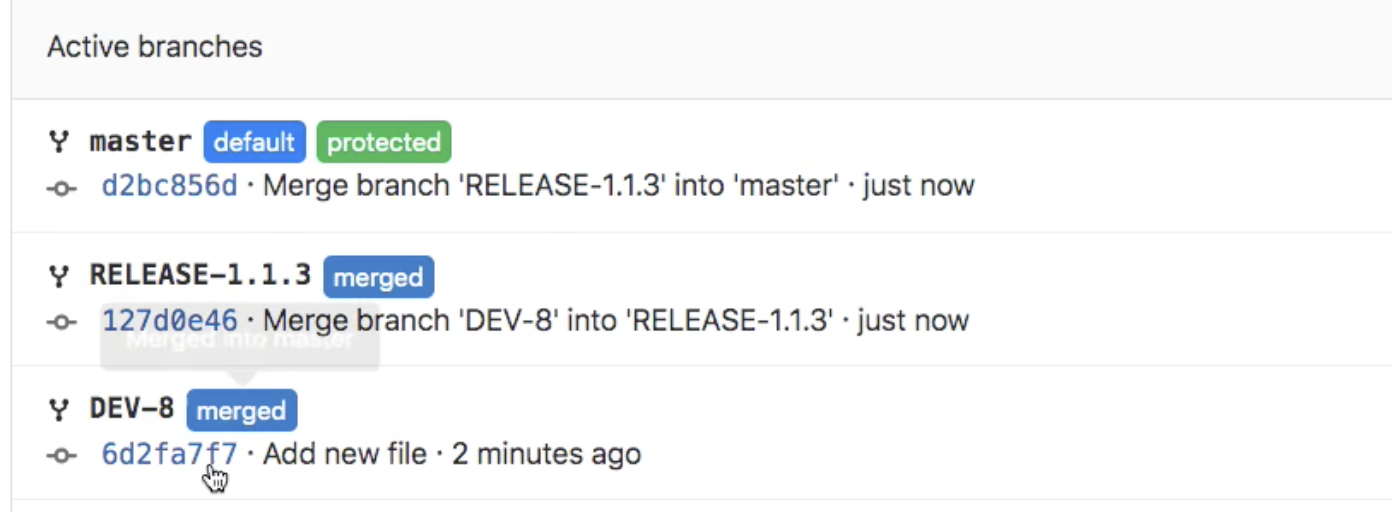 Active branches
master default protected
d2bc856d · Merge branch 'RELEASE-1.1.3' into 'master' · just now
RELEASE-1.1.3 merged
127d0e46 · Merge branch 'DEV-8' into 'RELEASE-1.1.3' · just now
Merged into master
DEV-8 merged
6d2fa7f7 · Add new file · 2 minutes ago